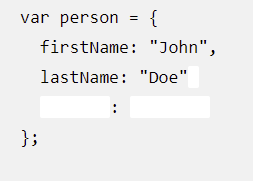 var person = {
firstName: "John",
lastName: "Doe"
:
};